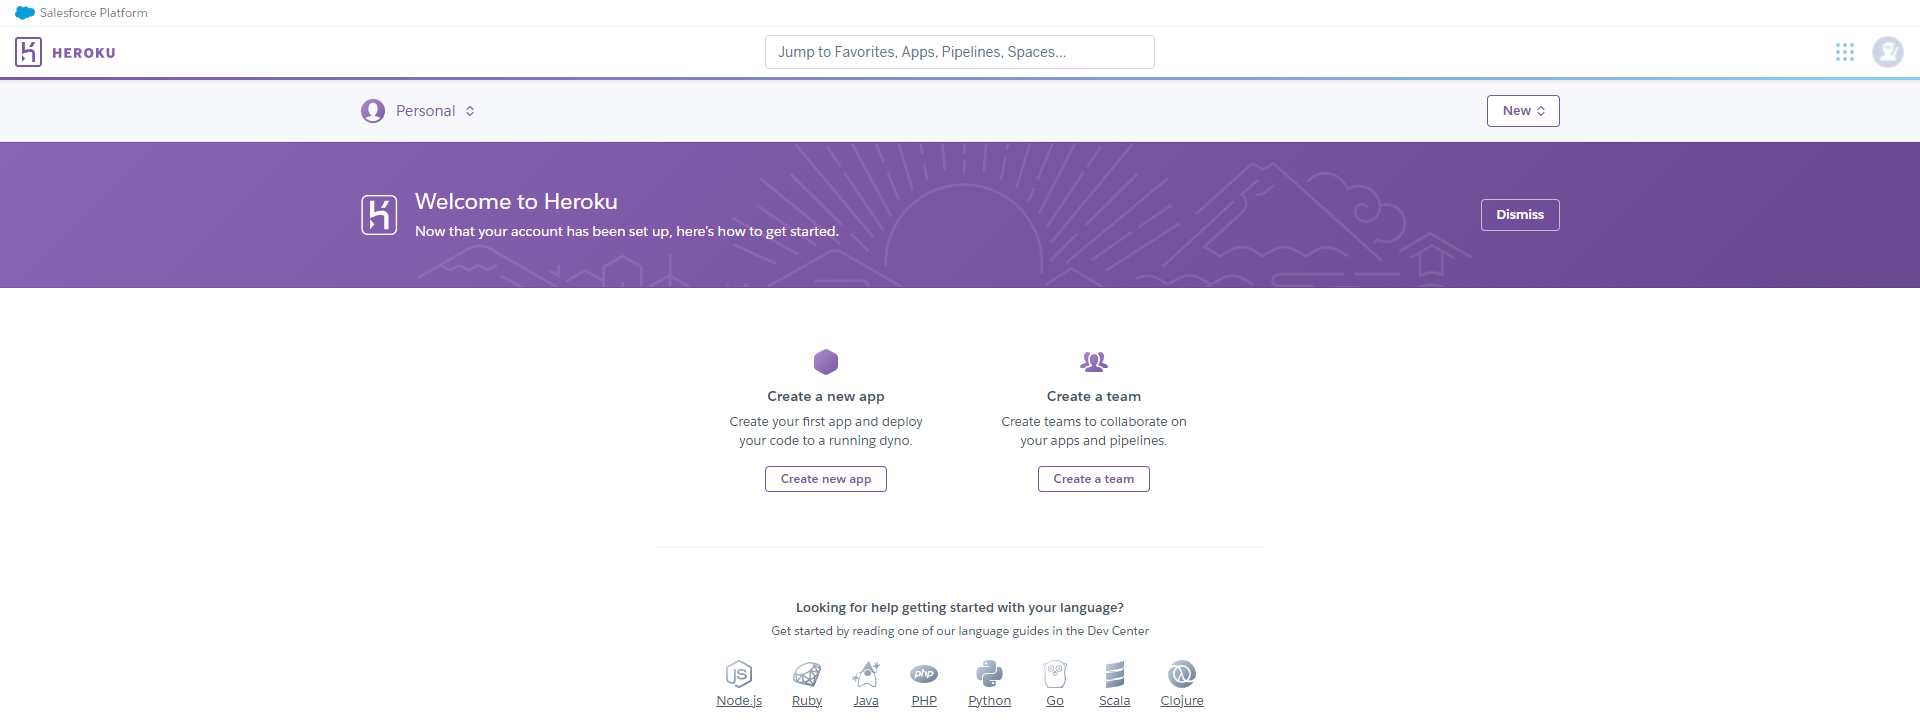 Salesforce Platform
HEROKU
Jump to Favorites, Apps, Pipelines, Spaces...
Personal
New
Welcome to Heroku
Now that your account has been set up, here's how to get started.
Dismiss
Create a new app
Create your first app and deploy
your code to a running dyno.
Create new app
Create a team
Create teams to collaborate on
your apps and pipelines.
Create a team
Looking for help getting started with your language?
Get started by reading one of our language guides in the Dev Center
JS
php
Node.js Ruby Java PHP Python Go Scala Clojure